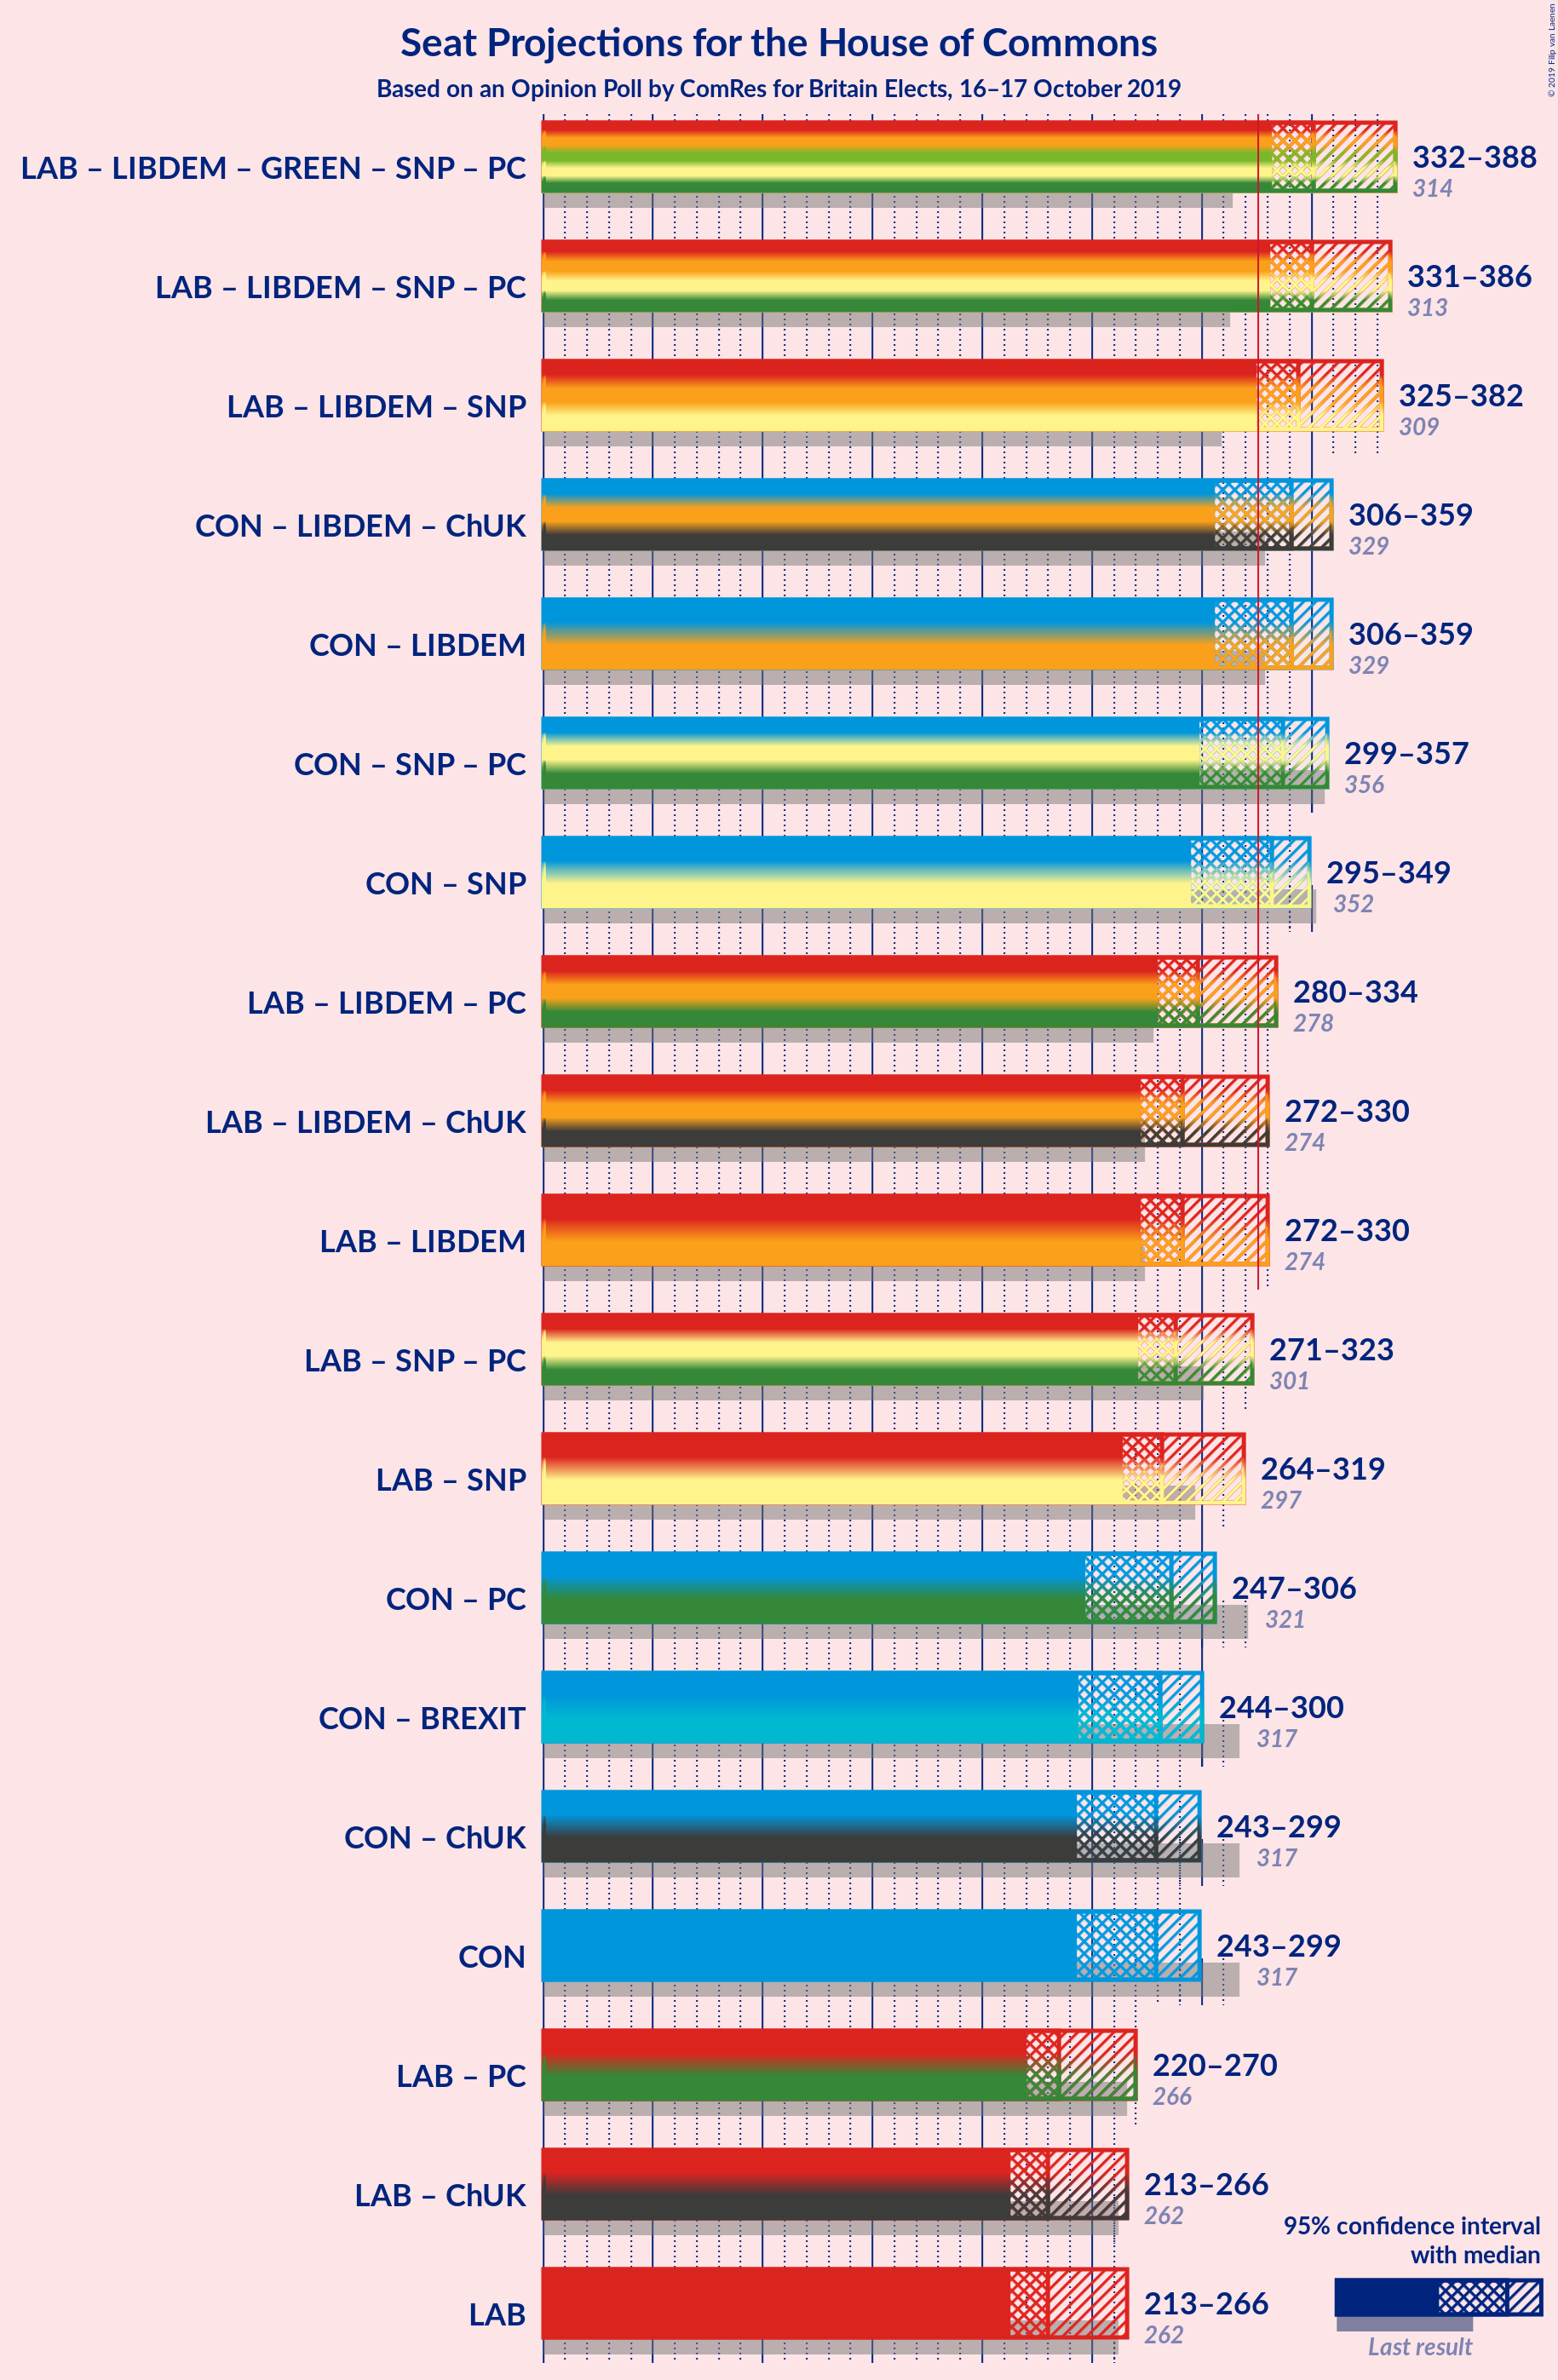 Seat Projections for the House of Commons
Based on an Opinion Poll by ComRes for Britain Elects, 16–17 October 2019
© 2019 Filip van Laenen
LAB – LIBDEM – GREEN – SNP – PC
332–388
314
LAB – LIBDEM – SNP – PC
331–386
313
LAB – LIBDEM – SNP
325–382
309
CON – LIBDEM – ChUK
306–359
329
CON – LIBDEM
306–359
329
CON – SNP – PC
299–357
356
CON – SNP
295–349
352
LAB – LIBDEM – PC
280–334
278
LAB – LIBDEM – ChUK
272–330
274
LAB – LIBDEM
272–330
274
LAB – SNP – PC
271–323
301
LAB – SNP
264–319
297
CON – PC
247–306
321
CON – BREXIT
244–300
317
CON – ChUK
243–299
317
CON
243–299
317
LAB – PC
220–270
266
LAB – ChUK
213–266
262
LAB
213–266
262
95% confidence interval
with median
Last result